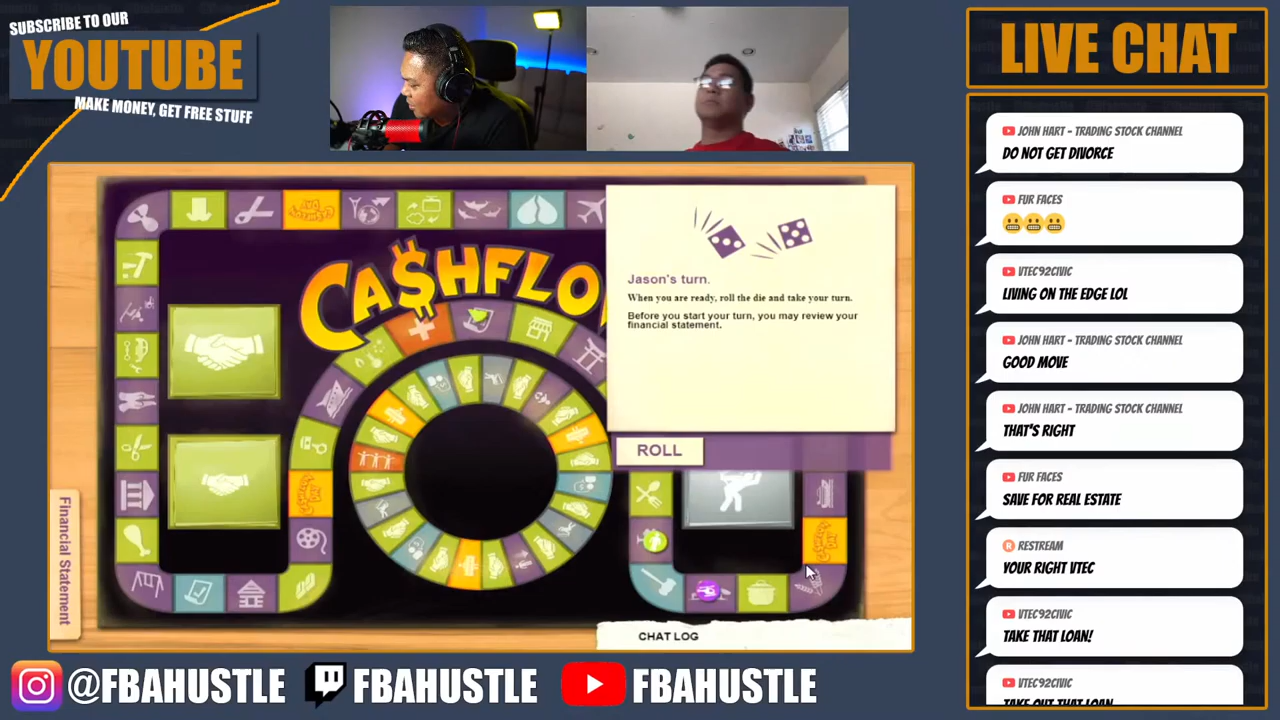 SUBSCRIBE TO OUR
YOUTUBE
MAKE MONEY, GET FREE STUFF
LIVE CHAT
JOHN HART - TRADING STOCK CHANNEL
DO NOT GET DIVORCE
FUR FACES
😬😬😬
VTEC92CIVIC
LIVING ON THE EDGE LOL
JOHN HART - TRADING STOCK CHANNEL
GOOD MOVE
JOHN HART - TRADING STOCK CHANNEL
THAT'S RIGHT
FUR FACES
SAVE FOR REAL ESTATE
RESTREAM
YOUR RIGHT VTEC
VTEC92CIVIC
TAKE THAT LOAN!
VTEC92CIVIC
TAKE OUT THAT LOAN
CA$HFLO
Jason's turn.
When you are ready, roll the die and take your turn.
Before you start your turn, you may review your
financial statement.
ROLL
Financial Statement
CHAT LOG
@FBAHUSTLE
FBAHUSTLE
FBAHUSTLE